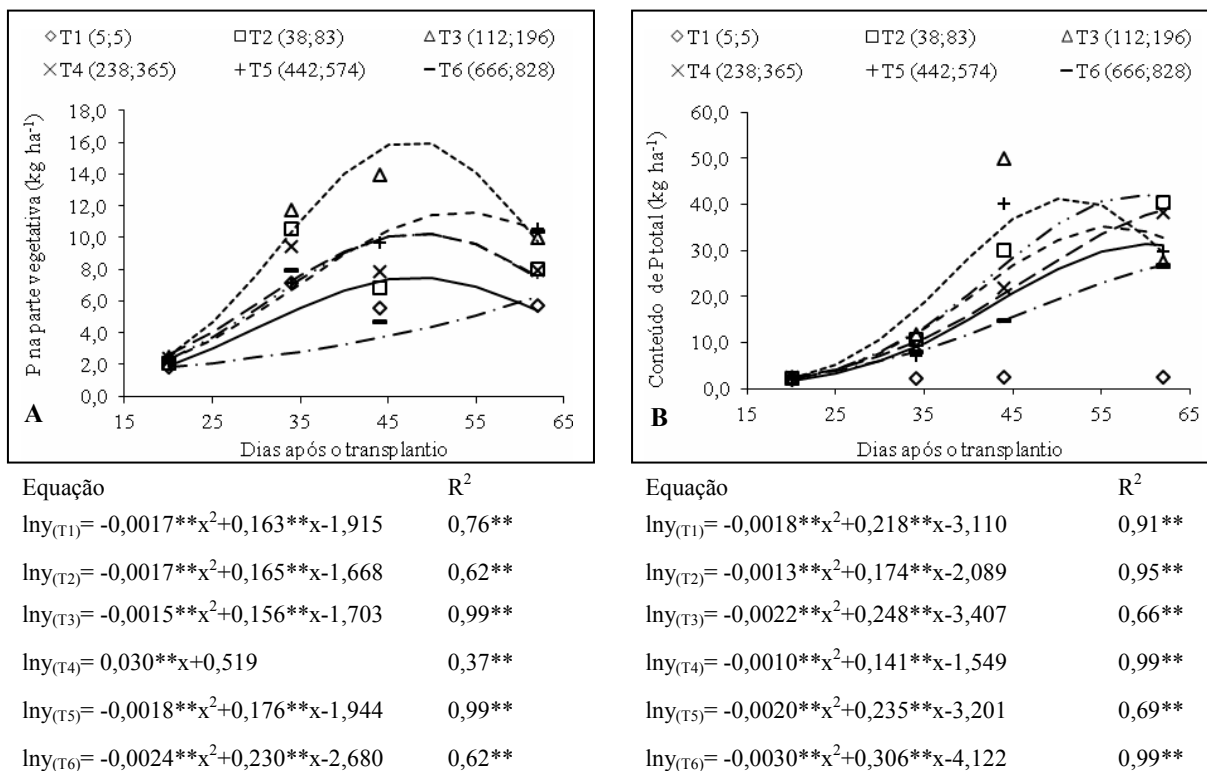 ◇T1 (5;5) □T2 (38;83) △T3 (112;196)
×T4 (238;365) +T5 (442;574) −T6 (666;828)
P na parte vegetativa (kg ha⁻¹)
18,0
16,0
14,0
12,0
10,0
8,0
6,0
4,0
2,0
0,0
15 25 35 45 55 65
A
Dias após o transplantio
Equação R²
lny(T1)= -0,0017**x²+0,163**x-1,915 0,76**
lny(T2)= -0,0017**x²+0,165**x-1,668 0,62**
lny(T3)= -0,0015**x²+0,156**x-1,703 0,99**
lny(T4)= 0,030**x+0,519 0,37**
lny(T5)= -0,0018**x²+0,176**x-1,944 0,99**
lny(T6)= -0,0024**x²+0,230**x-2,680 0,62**
◇T1 (5;5) □T2 (38;83) △T3 (112;196)
×T4 (238;365) +T5 (442;574) −T6 (666;828)
Conteúdo de Ptotal (kg ha⁻¹)
60,0
50,0
40,0
30,0
20,0
10,0
0,0
15 25 35 45 55 65
B
Dias após o transplantio
Equação R²
lny(T1)= -0,0018**x²+0,218**x-3,110 0,91**
lny(T2)= -0,0013**x²+0,174**x-2,089 0,95**
lny(T3)= -0,0022**x²+0,248**x-3,407 0,66**
lny(T4)= -0,0010**x²+0,141**x-1,549 0,99**
lny(T5)= -0,0020**x²+0,235**x-3,201 0,69**
lny(T6)= -0,0030**x²+0,306**x-4,122 0,99**